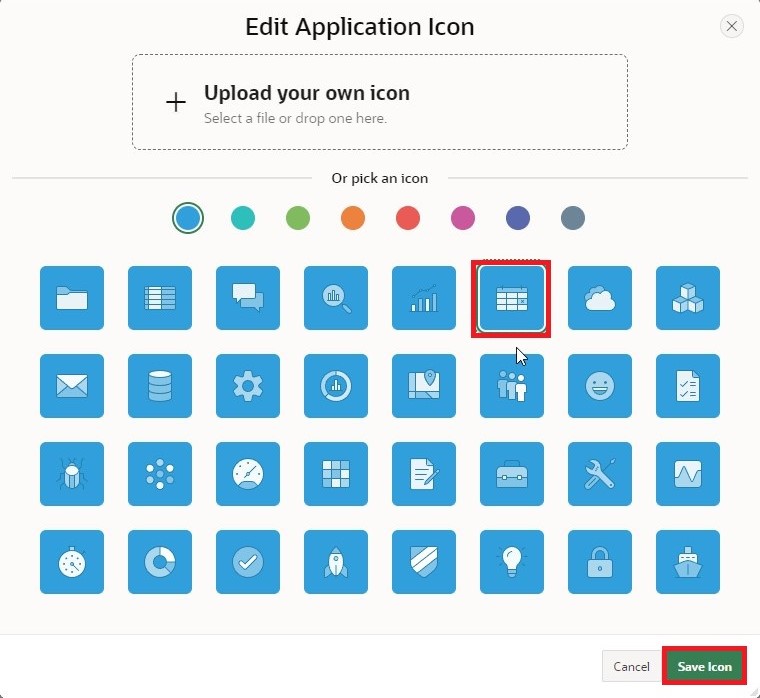 Edit Application Icon
Upload your own icon
Select a file or drop one here.
Or pick an icon
Cancel
Save Icon